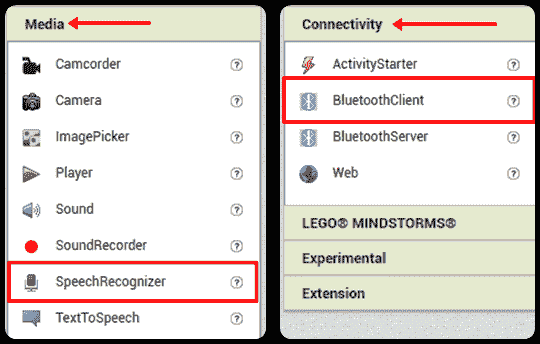 Media
Camcorder
Camera
ImagePicker
Player
Sound
SoundRecorder
SpeechRecognizer
TextToSpeech
Connectivity
ActivityStarter
BluetoothClient
BluetoothServer
Web
LEGO® MINDSTORMS®
Experimental
Extension